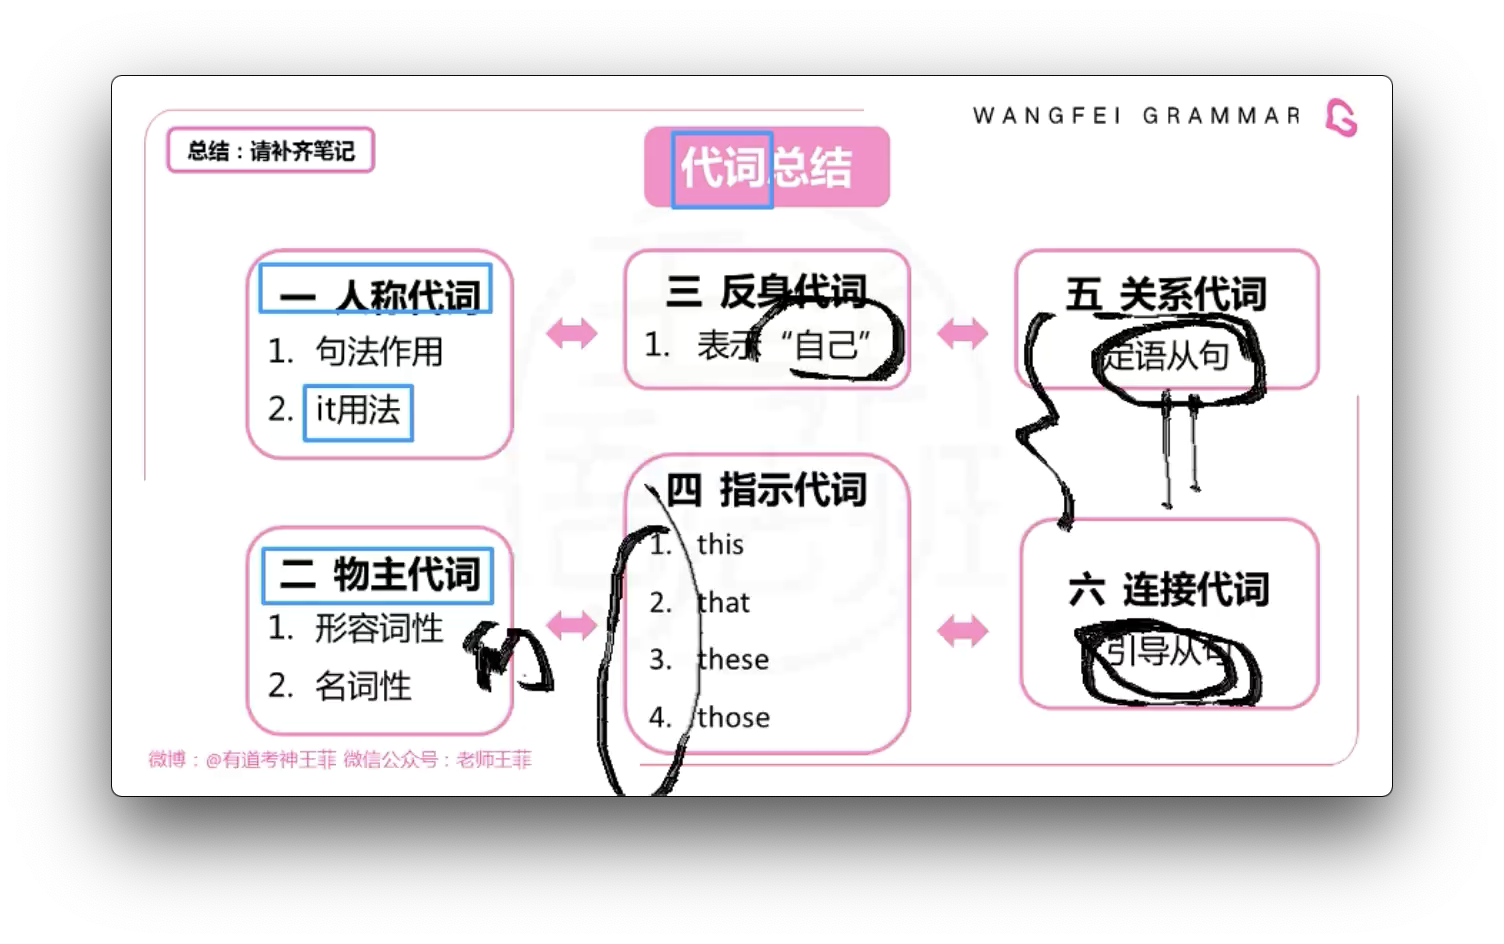 WANGFEI GRAMMAR
总结：请补齐笔记
代词总结
一 人称代词
1. 句法作用
2. it用法
二 物主代词
1. 形容词性
2. 名词性
三 反身代词
1. 表示“自己”
四 指示代词
1. this
2. that
3. these
4. those
五 关系代词
定语从句
六 连接代词
引导从句
微博：@有道考神王菲 微信公众号：老师王菲